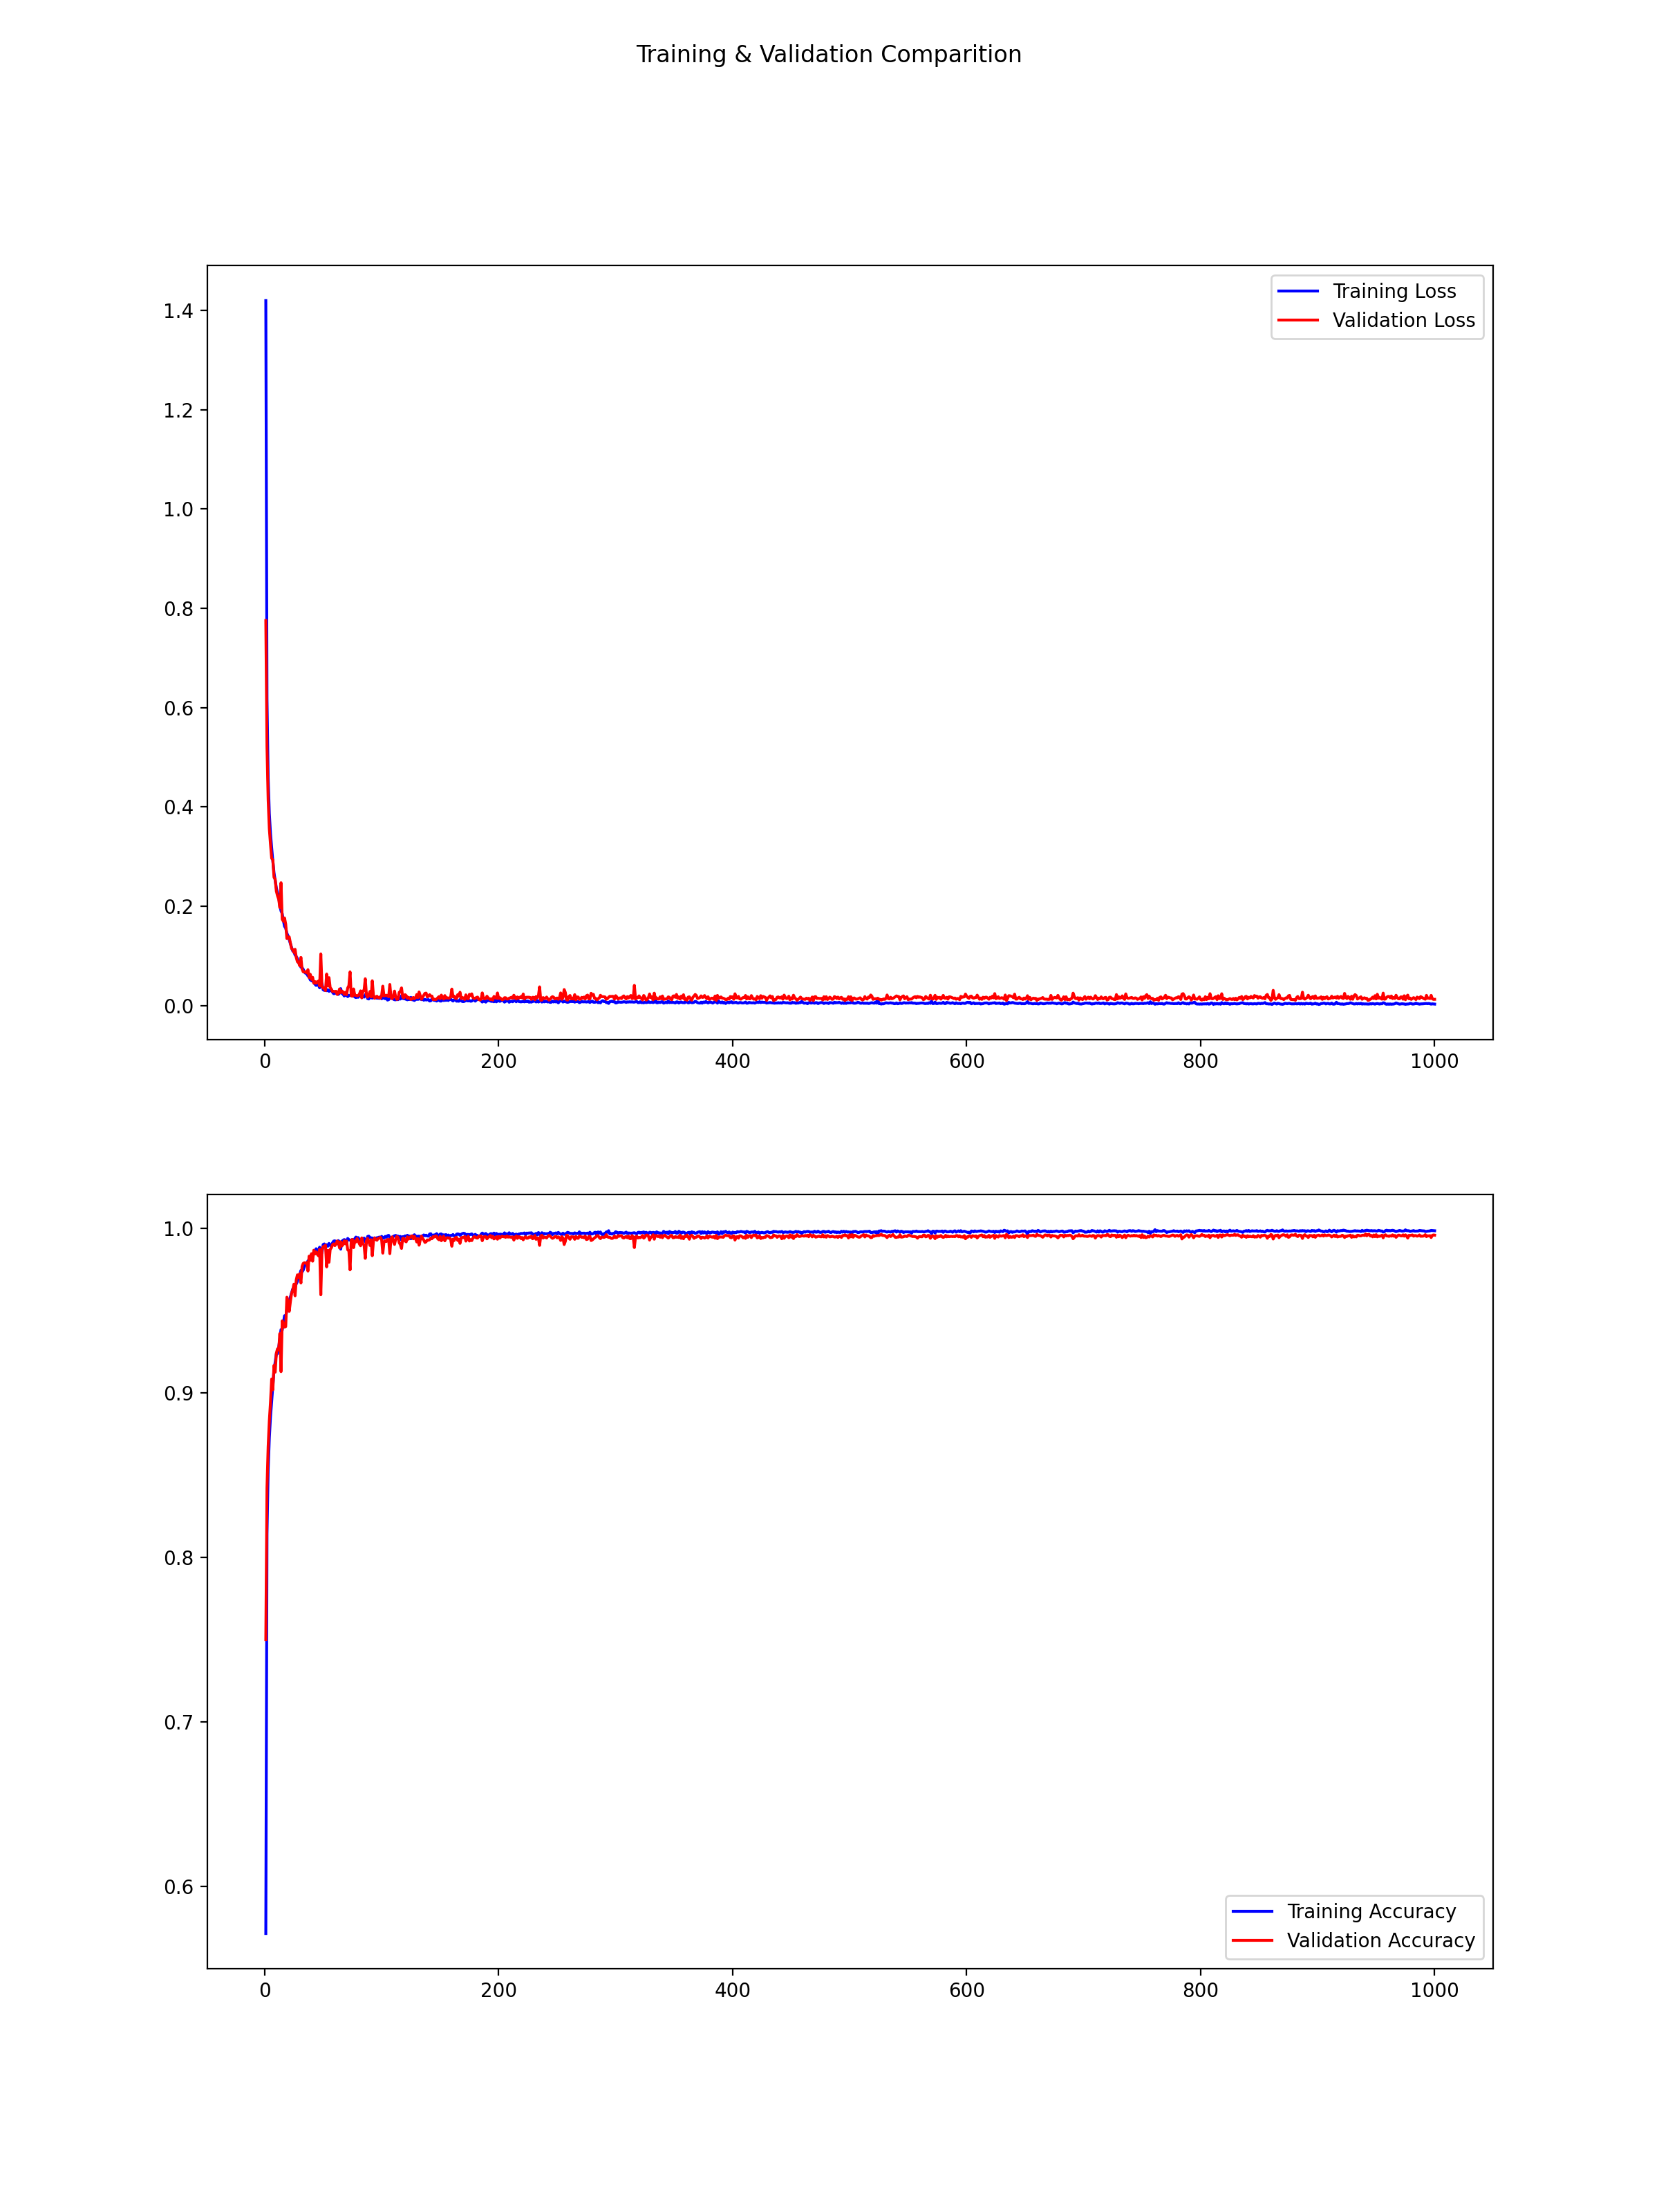 Training & Validation Comparition
Training Loss
Validation Loss
1.4
1.2
1.0
0.8
0.6
0.4
0.2
0.0
0 200 400 600 800 1000
1.0
0.9
0.8
0.7
0.6
Training Accuracy
Validation Accuracy
0 200 400 600 800 1000